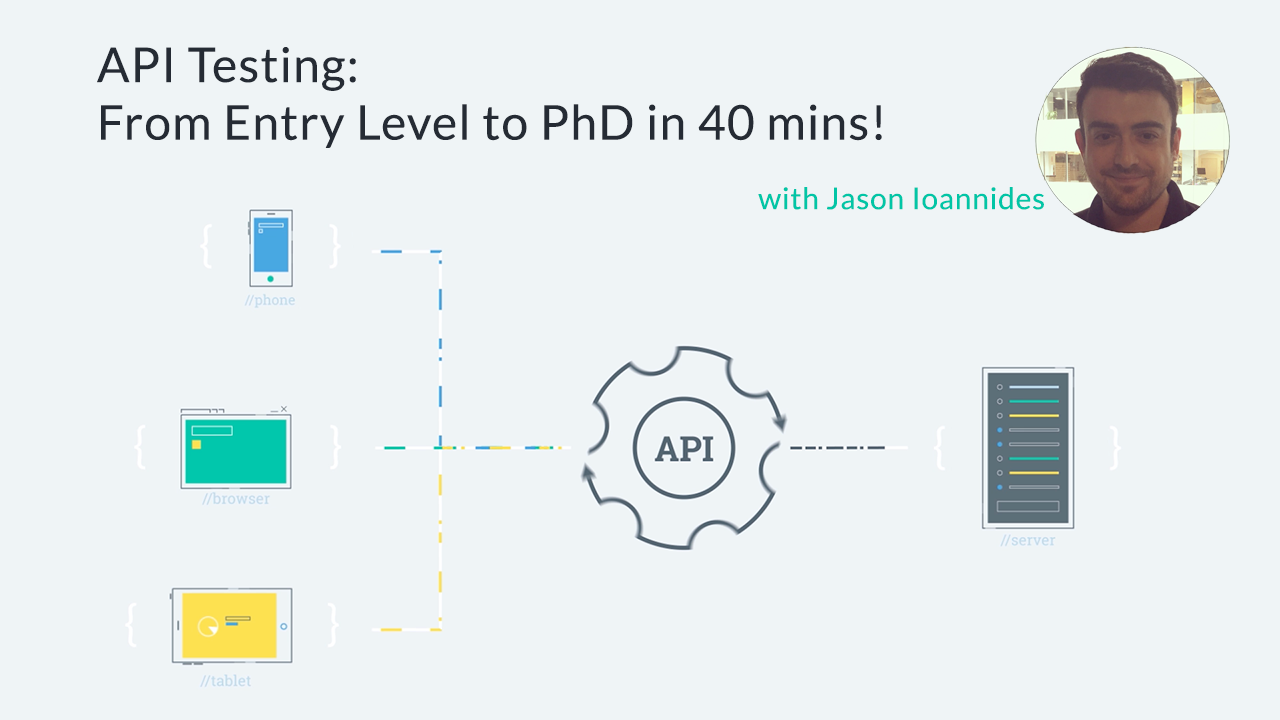 API Testing:
From Entry Level to PhD in 40 mins!
with Jason Ioannides
//phone
//browser
API
//server
//tablet